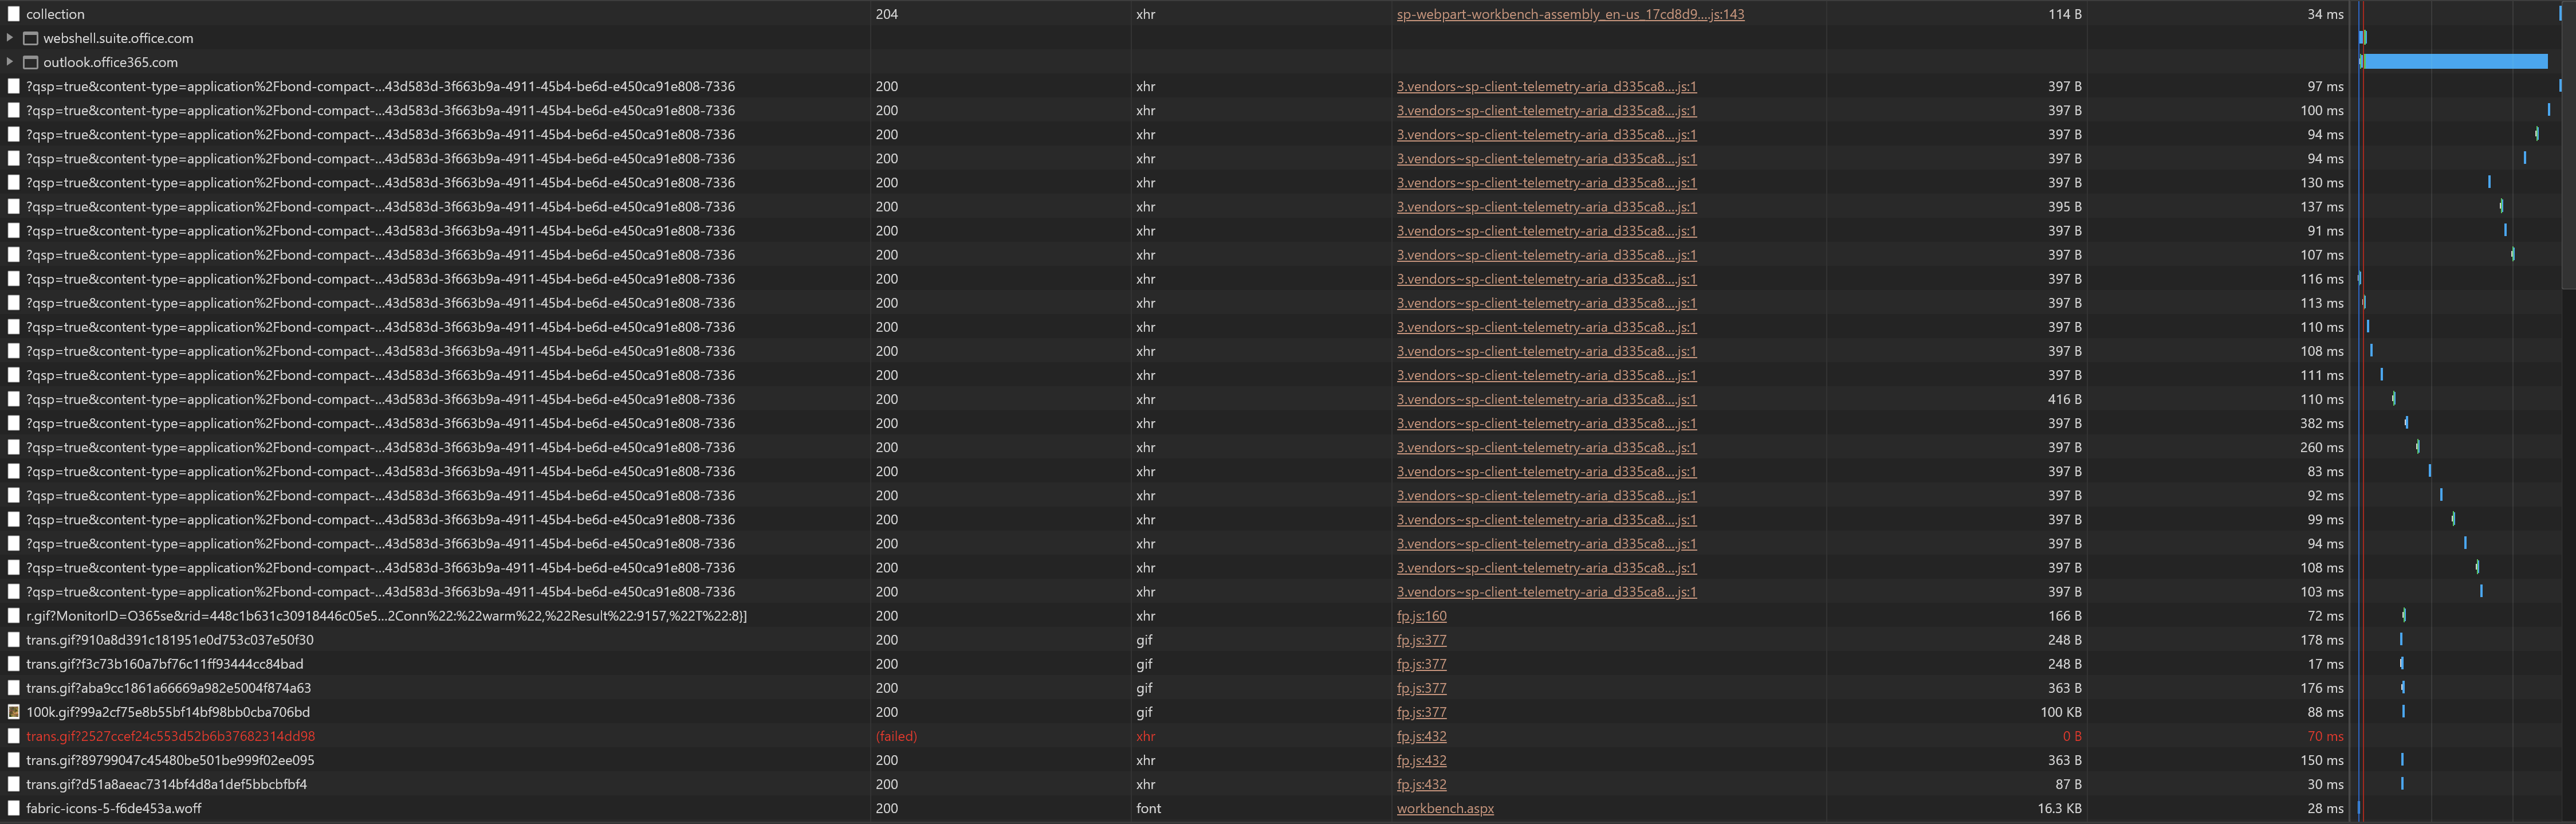 collection 204 xhr sp-webpart-workbench-assembly_en-us_17cd8d9....js:143 114 B 34 ms
webshell.suite.office.com
outlook.office365.com
?qsp=true&content-type=application%2Fbond-compact-...43d583d-3f663b9a-4911-45b4-be6d-e450ca91e808-7336 200 xhr 3.vendors~sp-client-telemetry-aria_d335ca8....js:1 397 B 97 ms
?qsp=true&content-type=application%2Fbond-compact-...43d583d-3f663b9a-4911-45b4-be6d-e450ca91e808-7336 200 xhr 3.vendors~sp-client-telemetry-aria_d335ca8....js:1 397 B 100 ms
?qsp=true&content-type=application%2Fbond-compact-...43d583d-3f663b9a-4911-45b4-be6d-e450ca91e808-7336 200 xhr 3.vendors~sp-client-telemetry-aria_d335ca8....js:1 397 B 94 ms
?qsp=true&content-type=application%2Fbond-compact-...43d583d-3f663b9a-4911-45b4-be6d-e450ca91e808-7336 200 xhr 3.vendors~sp-client-telemetry-aria_d335ca8....js:1 397 B 94 ms
?qsp=true&content-type=application%2Fbond-compact-...43d583d-3f663b9a-4911-45b4-be6d-e450ca91e808-7336 200 xhr 3.vendors~sp-client-telemetry-aria_d335ca8....js:1 397 B 130 ms
?qsp=true&content-type=application%2Fbond-compact-...43d583d-3f663b9a-4911-45b4-be6d-e450ca91e808-7336 200 xhr 3.vendors~sp-client-telemetry-aria_d335ca8....js:1 395 B 137 ms
?qsp=true&content-type=application%2Fbond-compact-...43d583d-3f663b9a-4911-45b4-be6d-e450ca91e808-7336 200 xhr 3.vendors~sp-client-telemetry-aria_d335ca8....js:1 397 B 91 ms
?qsp=true&content-type=application%2Fbond-compact-...43d583d-3f663b9a-4911-45b4-be6d-e450ca91e808-7336 200 xhr 3.vendors~sp-client-telemetry-aria_d335ca8....js:1 397 B 107 ms
?qsp=true&content-type=application%2Fbond-compact-...43d583d-3f663b9a-4911-45b4-be6d-e450ca91e808-7336 200 xhr 3.vendors~sp-client-telemetry-aria_d335ca8....js:1 397 B 116 ms
?qsp=true&content-type=application%2Fbond-compact-...43d583d-3f663b9a-4911-45b4-be6d-e450ca91e808-7336 200 xhr 3.vendors~sp-client-telemetry-aria_d335ca8....js:1 397 B 113 ms
?qsp=true&content-type=application%2Fbond-compact-...43d583d-3f663b9a-4911-45b4-be6d-e450ca91e808-7336 200 xhr 3.vendors~sp-client-telemetry-aria_d335ca8....js:1 397 B 110 ms
?qsp=true&content-type=application%2Fbond-compact-...43d583d-3f663b9a-4911-45b4-be6d-e450ca91e808-7336 200 xhr 3.vendors~sp-client-telemetry-aria_d335ca8....js:1 397 B 108 ms
?qsp=true&content-type=application%2Fbond-compact-...43d583d-3f663b9a-4911-45b4-be6d-e450ca91e808-7336 200 xhr 3.vendors~sp-client-telemetry-aria_d335ca8....js:1 397 B 111 ms
?qsp=true&content-type=application%2Fbond-compact-...43d583d-3f663b9a-4911-45b4-be6d-e450ca91e808-7336 200 xhr 3.vendors~sp-client-telemetry-aria_d335ca8....js:1 416 B 110 ms
?qsp=true&content-type=application%2Fbond-compact-...43d583d-3f663b9a-4911-45b4-be6d-e450ca91e808-7336 200 xhr 3.vendors~sp-client-telemetry-aria_d335ca8....js:1 397 B 382 ms
?qsp=true&content-type=application%2Fbond-compact-...43d583d-3f663b9a-4911-45b4-be6d-e450ca91e808-7336 200 xhr 3.vendors~sp-client-telemetry-aria_d335ca8....js:1 397 B 260 ms
?qsp=true&content-type=application%2Fbond-compact-...43d583d-3f663b9a-4911-45b4-be6d-e450ca91e808-7336 200 xhr 3.vendors~sp-client-telemetry-aria_d335ca8....js:1 397 B 83 ms
?qsp=true&content-type=application%2Fbond-compact-...43d583d-3f663b9a-4911-45b4-be6d-e450ca91e808-7336 200 xhr 3.vendors~sp-client-telemetry-aria_d335ca8....js:1 397 B 92 ms
?qsp=true&content-type=application%2Fbond-compact-...43d583d-3f663b9a-4911-45b4-be6d-e450ca91e808-7336 200 xhr 3.vendors~sp-client-telemetry-aria_d335ca8....js:1 397 B 99 ms
?qsp=true&content-type=application%2Fbond-compact-...43d583d-3f663b9a-4911-45b4-be6d-e450ca91e808-7336 200 xhr 3.vendors~sp-client-telemetry-aria_d335ca8....js:1 397 B 94 ms
?qsp=true&content-type=application%2Fbond-compact-...43d583d-3f663b9a-4911-45b4-be6d-e450ca91e808-7336 200 xhr 3.vendors~sp-client-telemetry-aria_d335ca8....js:1 397 B 108 ms
?qsp=true&content-type=application%2Fbond-compact-...43d583d-3f663b9a-4911-45b4-be6d-e450ca91e808-7336 200 xhr 3.vendors~sp-client-telemetry-aria_d335ca8....js:1 397 B 103 ms
r.gif?MonitorID=O365se&rid=448c1b631c30918446c05e5...2Conn%22:%22warm%22,%22Result%22:9157,%22T%22:8}] 200 xhr fp.js:160 166 B 72 ms
trans.gif?910a8d391c181951e0d753c037e50f30 200 gif fp.js:377 248 B 178 ms
trans.gif?f3c73b160a7bf76c11ff93444cc84bad 200 gif fp.js:377 248 B 17 ms
trans.gif?aba9cc1861a66669a982e5004f874a63 200 gif fp.js:377 363 B 176 ms
100k.gif?99a2cf75e8b55bf14bf98bb0cba706bd 200 gif fp.js:377 100 KB 88 ms
trans.gif?2527ccef24c553d52b6b37682314dd98 (failed) xhr fp.js:432 0 B 70 ms
trans.gif?89799047c45480be501be999f02ee095 200 xhr fp.js:432 363 B 150 ms
trans.gif?d51a8aeac7314bf4d8a1def5bbcbfbf4 200 xhr fp.js:432 87 B 30 ms
fabric-icons-5-f6de453a.woff 200 font workbench.aspx 16.3 KB 28 ms